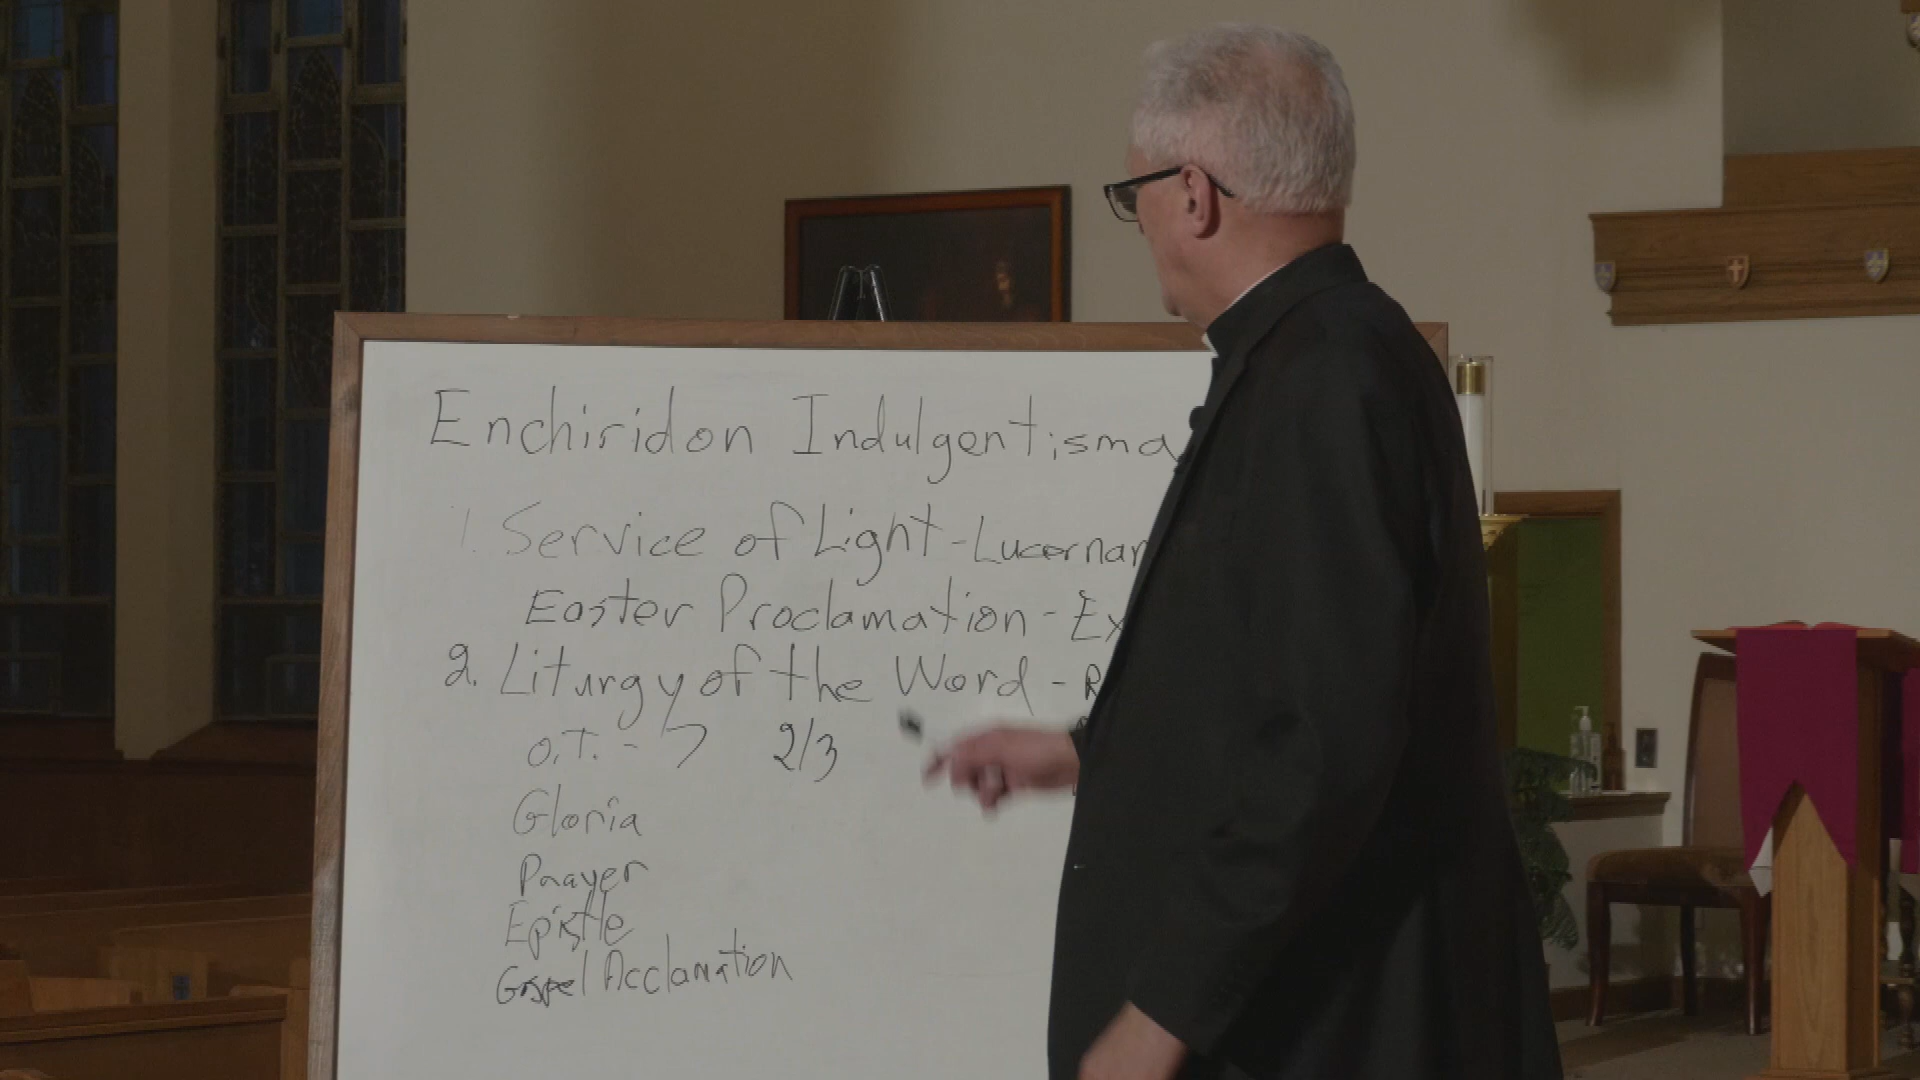 Enchiridon Indulgentisma
1. Service of Light - Lucernar
Easter Proclamation - Ex
2. Liturgy of the Word - R
O.T. - 7 2/3
Gloria
Prayer
Epistle
Gospel Acclamation